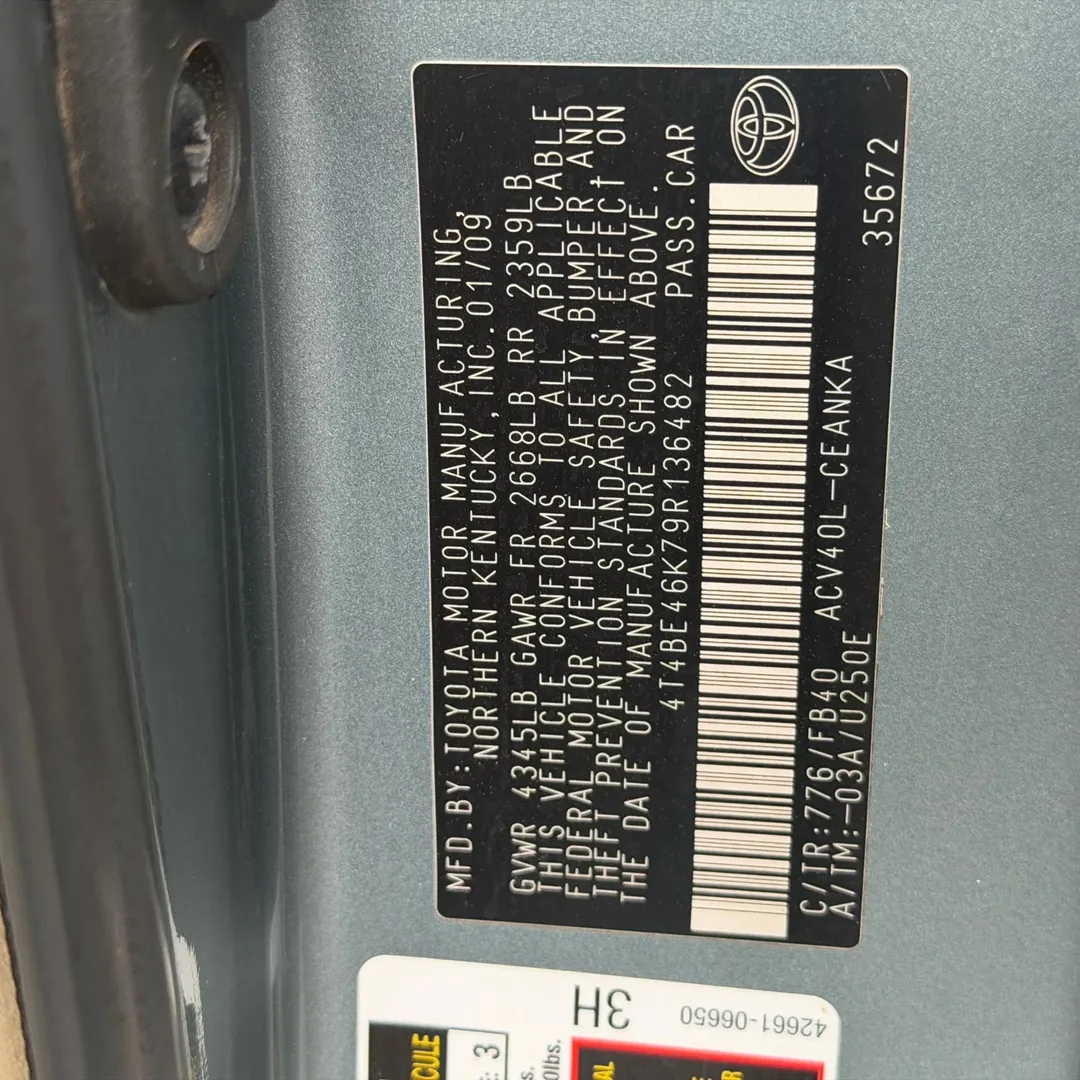 MFD.BY:TOYOTA MOTOR MANUFACTURING,
NORTHERN KENTUCKY, INC.01/09
GVWR 4345LB GAWR FR 2668LB RR 2359LB
THIS VEHICLE CONFORMS TO ALL APPLICABLE
FEDERAL MOTOR VEHICLE SAFETY, BUMPER, AND
THEFT PREVENTION STANDARDS IN EFFECT ON
THE DATE OF MANUFACTURE SHOWN ABOVE.
4T4BE46K79R136482 PASS.CAR
C/TR:776/FB40 ACV40L-CEANKA
A/TM:-03A/U250E 35672
3H
42661-06650
3
0lbs.